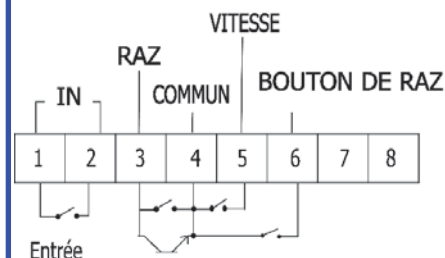 VITESSE
RAZ
IN
COMMUN
BOUTON DE RAZ
1 2 3 4 5 6 7 8
Entrée